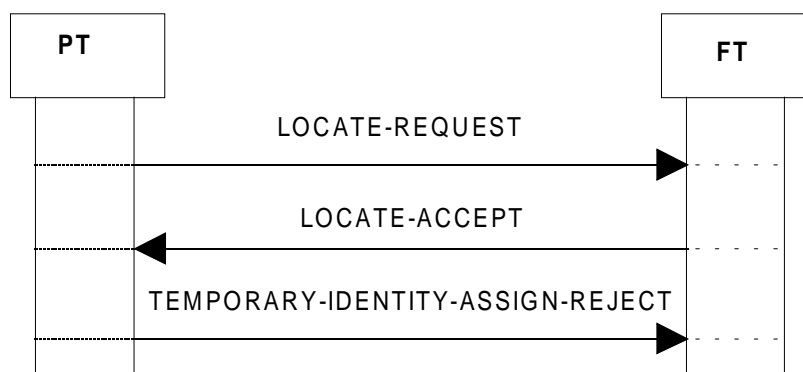 PT
FT
LOCATE-REQUEST
LOCATE-ACCEPT
TEMPORARY-IDENTITY-ASSIGN-REJECT